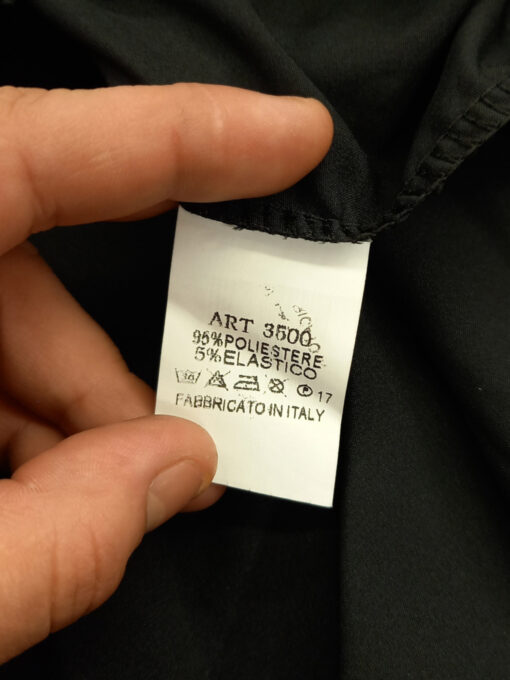 ART 3500
95%POLIESTERE
5%ELASTICO
30 P 17
FABBRICATO IN ITALY